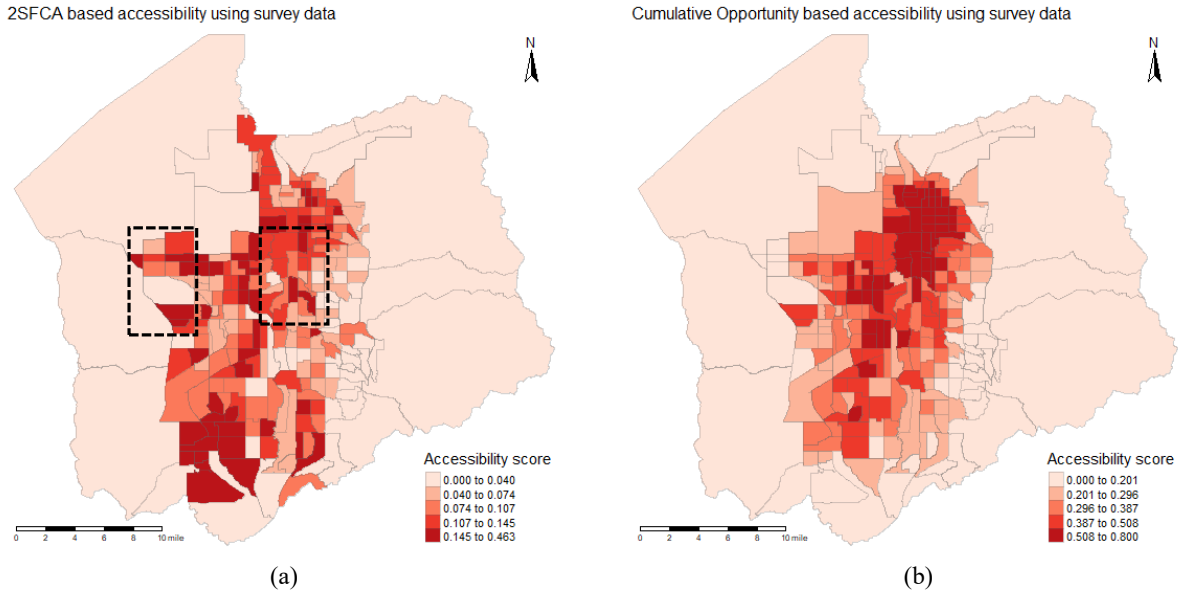 2SFCA based accessibility using survey data
N
Accessibility score
0.000 to 0.040
0.040 to 0.074
0.074 to 0.107
0.107 to 0.145
0.145 to 0.463
0 2 4 6 8 10 mile
(a)
Cumulative Opportunity based accessibility using survey data
N
Accessibility score
0.000 to 0.201
0.201 to 0.296
0.296 to 0.387
0.387 to 0.508
0.508 to 0.800
0 2 4 6 8 10 mile
(b)